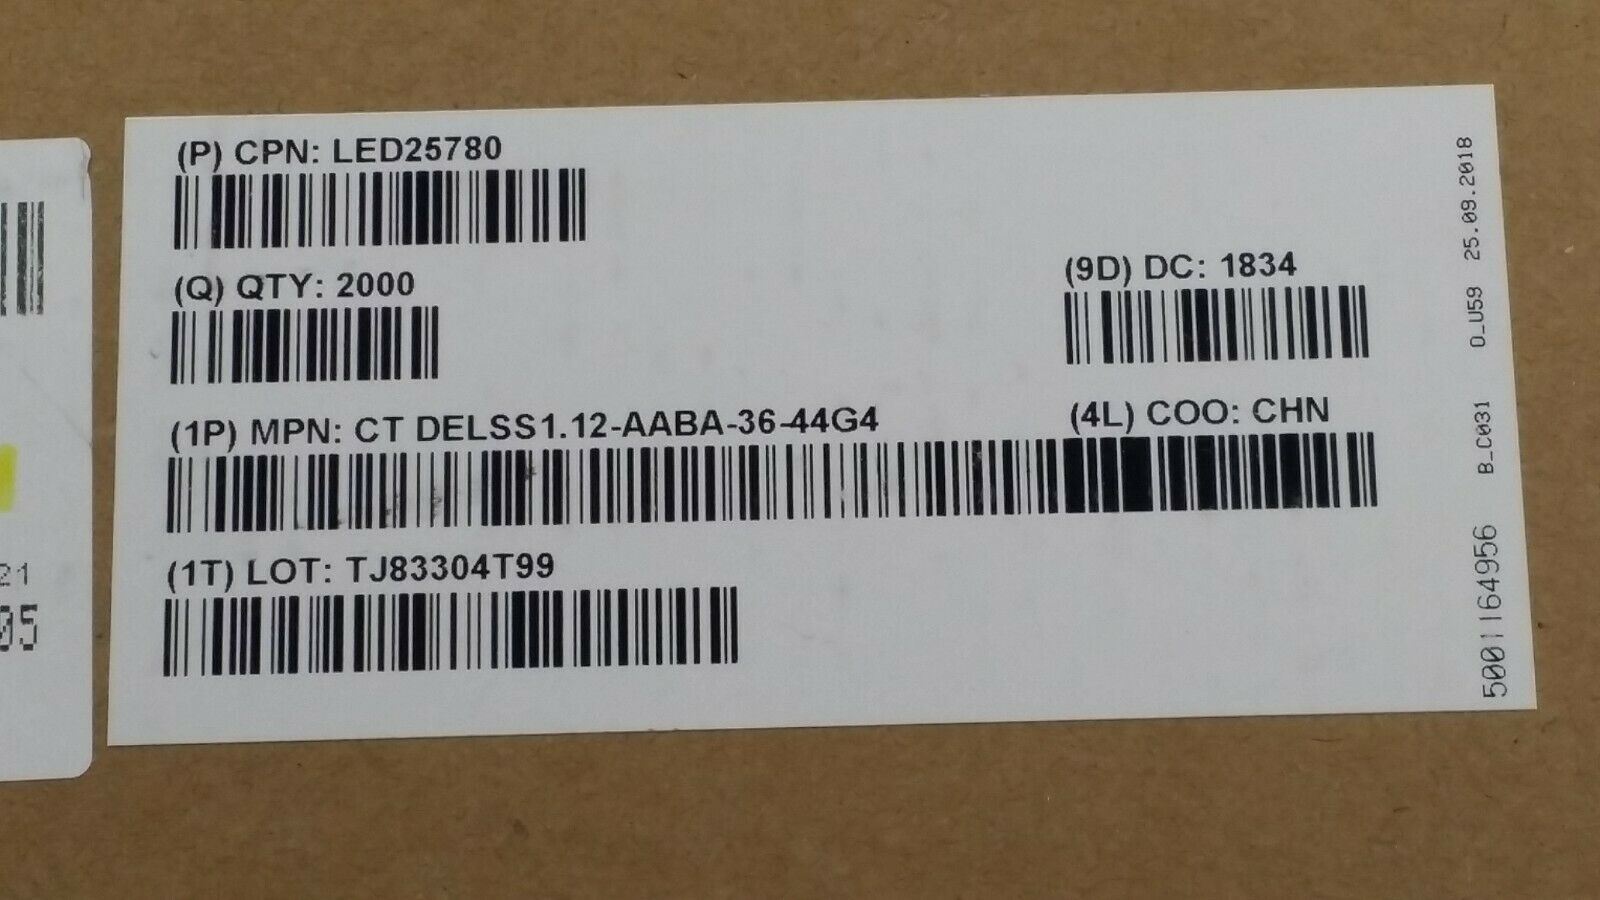 (P) CPN: LED25780
(Q) QTY: 2000
(9D) DC: 1834
(1P) MPN: CT DELSS1.12-AABA-36-44G4
(4L) COO: CHN
(1T) LOT: TJ83304T99
5001164956 B_C031 D_U59 25.09.2018
21
05